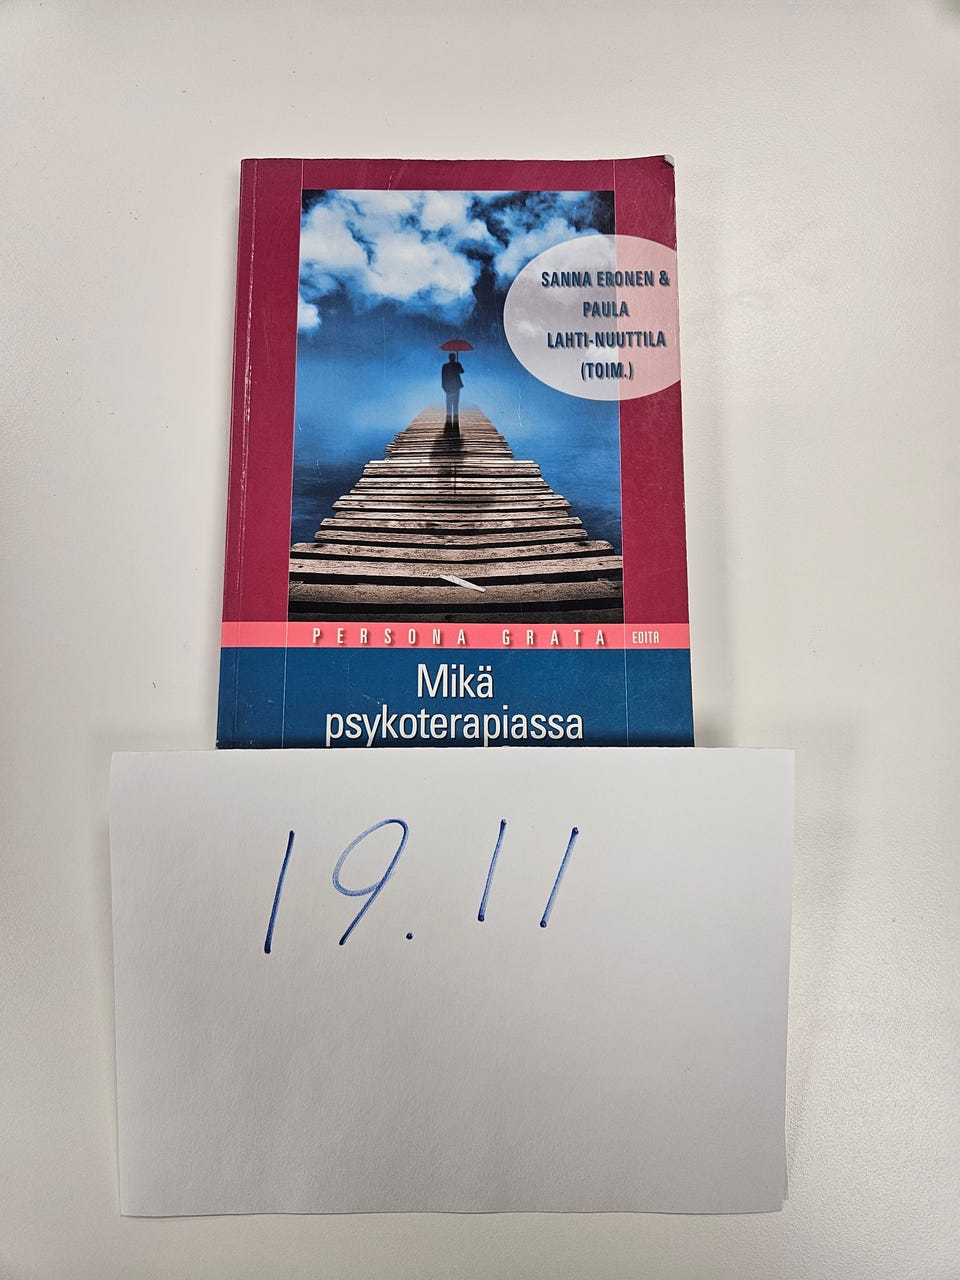 SANNA ERONEN &
PAULA
LAHTI-NUUTTILA
(TOIM.)
PERSONA GRATA EDITA
Mikä
psykoterapiassa
19.11